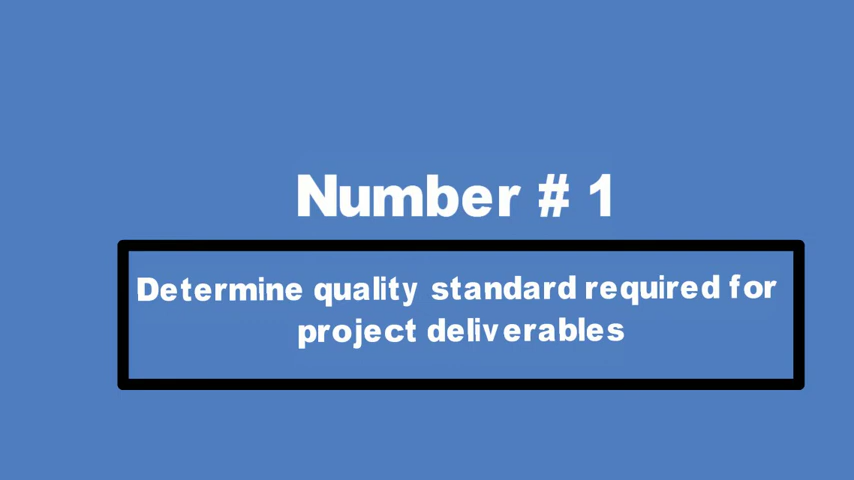 Number # 1
Determine quality standard required for
project deliverables